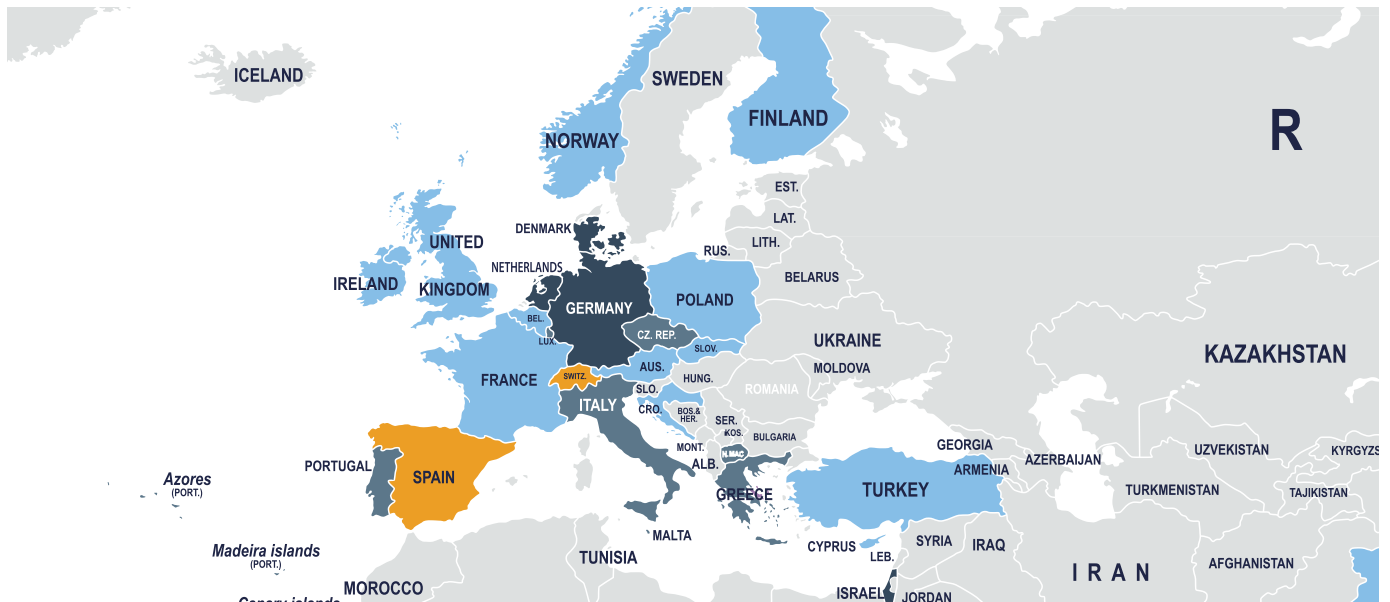 ICELAND
SWEDEN
FINLAND
NORWAY
R
EST.
LAT.
LITH.
RUS.
BELARUS
DENMARK
UNITED
KINGDOM
IRELAND
NETHERLANDS
GERMANY
POLAND
BEL.
LUX.
CZ. REP.
SLOV.
UKRAINE
KAZAKHSTAN
FRANCE
SWITZ.
AUS.
HUNG.
MOLDOVA
ROMANIA
SLO.
ITALY
CRO.
BOS.&
HER.
SER.
KOS.
BULGARIA
MONT.
N.MAC
ALB.
GEORGIA
ARMENIA
AZERBAIJAN
UZVEKISTAN
KYRGYZS
TURKMENISTAN
TAJIKISTAN
PORTUGAL
SPAIN
GREECE
TURKEY
Azores
(PORT.)
MALTA
CYPRUS
LEB.
SYRIA
IRAQ
IRAN
AFGHANISTAN
Madeira islands
(PORT.)
TUNISIA
MOROCCO
ISRAEL
JORDAN
Canary islands